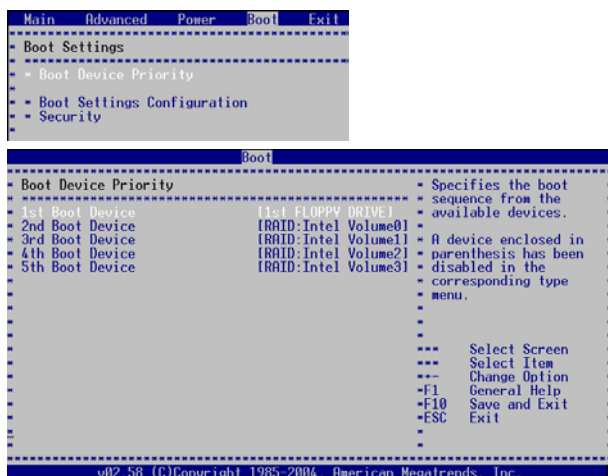 Main Advanced Power Boot Exit
Boot Settings
Boot Device Priority
Boot Settings Configuration
Security
Boot
Boot Device Priority
1st Boot Device [1st FLOPPY DRIVE]
2nd Boot Device [RAID:Intel Volume0]
3rd Boot Device [RAID:Intel Volume1]
4th Boot Device [RAID:Intel Volume2]
5th Boot Device [RAID:Intel Volume3]
Specifies the boot
sequence from the
available devices.
A device enclosed in
parenthesis has been
disabled in the
corresponding type
menu.
Select Screen
Select Item
+- Change Option
F1 General Help
F10 Save and Exit
ESC Exit
v02.58 (C)Copyright 1985-2004, American Megatrends, Inc.